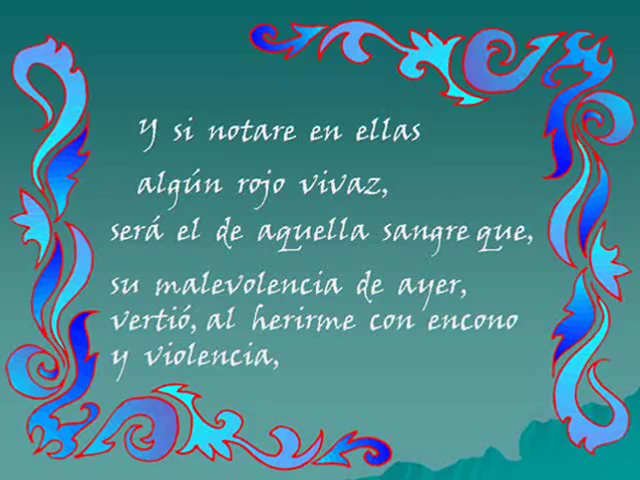 Y si notare en ellas
algún rojo vivaz,
será el de aquella sangre que,
su malevolencia de ayer,
vertió, al herirme con encono
y violencia,